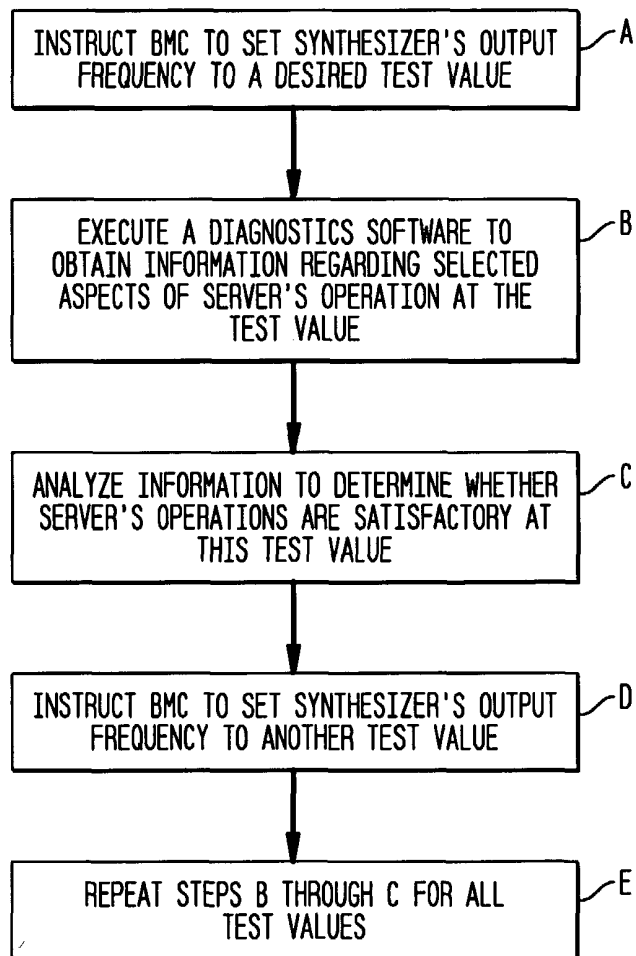 INSTRUCT BMC TO SET SYNTHESIZER'S OUTPUT
FREQUENCY TO A DESIRED TEST VALUE
A
EXECUTE A DIAGNOSTICS SOFTWARE TO
OBTAIN INFORMATION REGARDING SELECTED
ASPECTS OF SERVER'S OPERATION AT THE
TEST VALUE
B
ANALYZE INFORMATION TO DETERMINE WHETHER
SERVER'S OPERATIONS ARE SATISFACTORY AT
THIS TEST VALUE
C
INSTRUCT BMC TO SET SYNTHESIZER'S OUTPUT
FREQUENCY TO ANOTHER TEST VALUE
D
REPEAT STEPS B THROUGH C FOR ALL
TEST VALUES
E